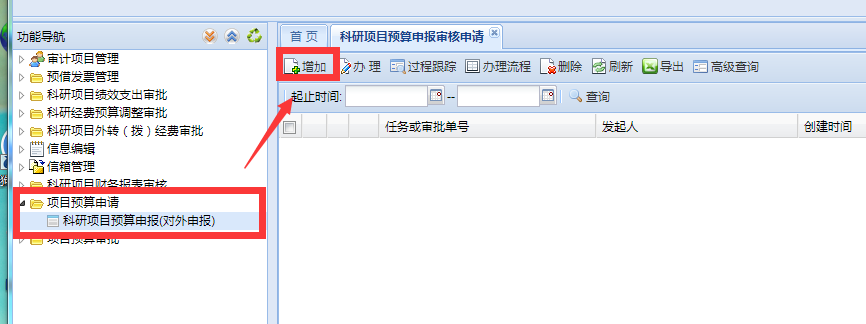 功能导航
审计项目管理
预借发票管理
科研项目绩效支出审批
科研经费预算调整审批
科研项目外转（拨）经费审批
信息编辑
信箱管理
科研项目财务报表审核
项目预算申请
科研项目预算申报(对外申报)
项目预算审批
首 页 科研项目预算申报审核申请
增加 办 理 过程跟踪 办理流程 删除 刷新 导出 高级查询
起止时间: -- 查询
任务或审批单号 发起人 创建时间